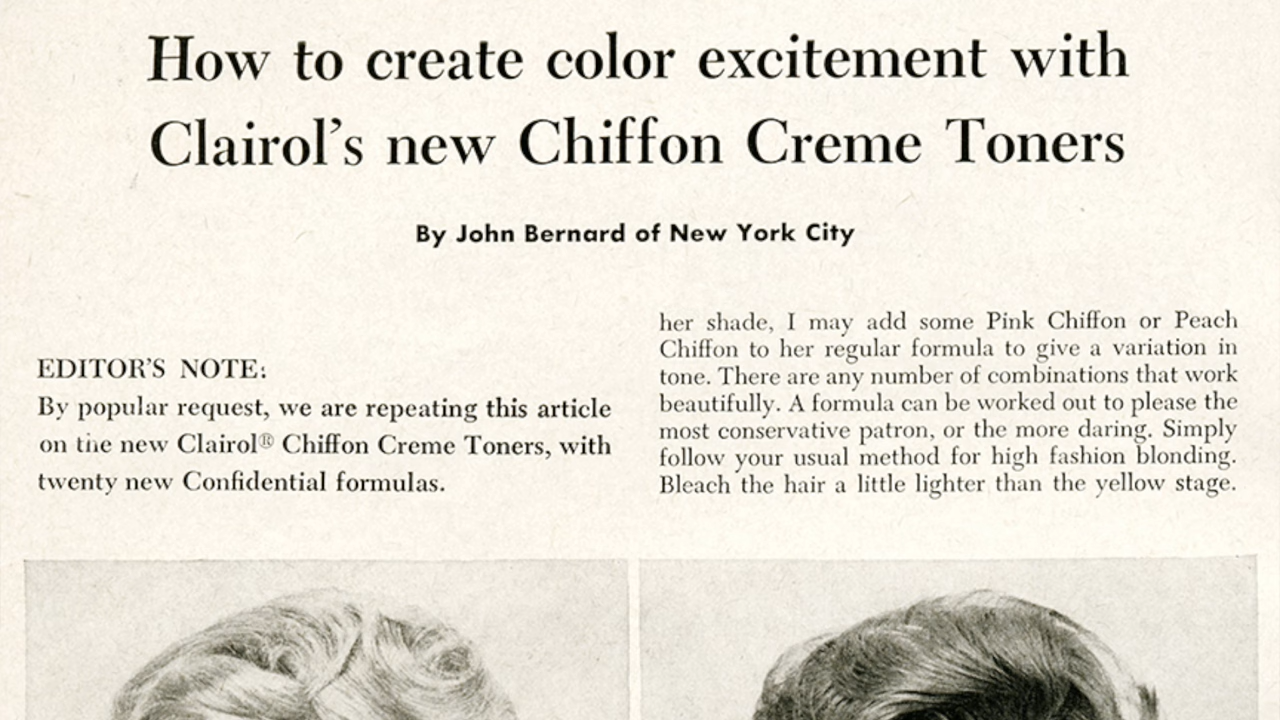 How to create color excitement with
Clairol's new Chiffon Creme Toners
By John Bernard of New York City
EDITOR'S NOTE:
By popular request, we are repeating this article
on the new Clairol® Chiffon Creme Toners, with
twenty new Confidential formulas.
her shade, I may add some Pink Chiffon or Peach
Chiffon to her regular formula to give a variation in
tone. There are any number of combinations that work
beautifully. A formula can be worked out to please the
most conservative patron, or the more daring. Simply
follow your usual method for high fashion blonding.
Bleach the hair a little lighter than the yellow stage.